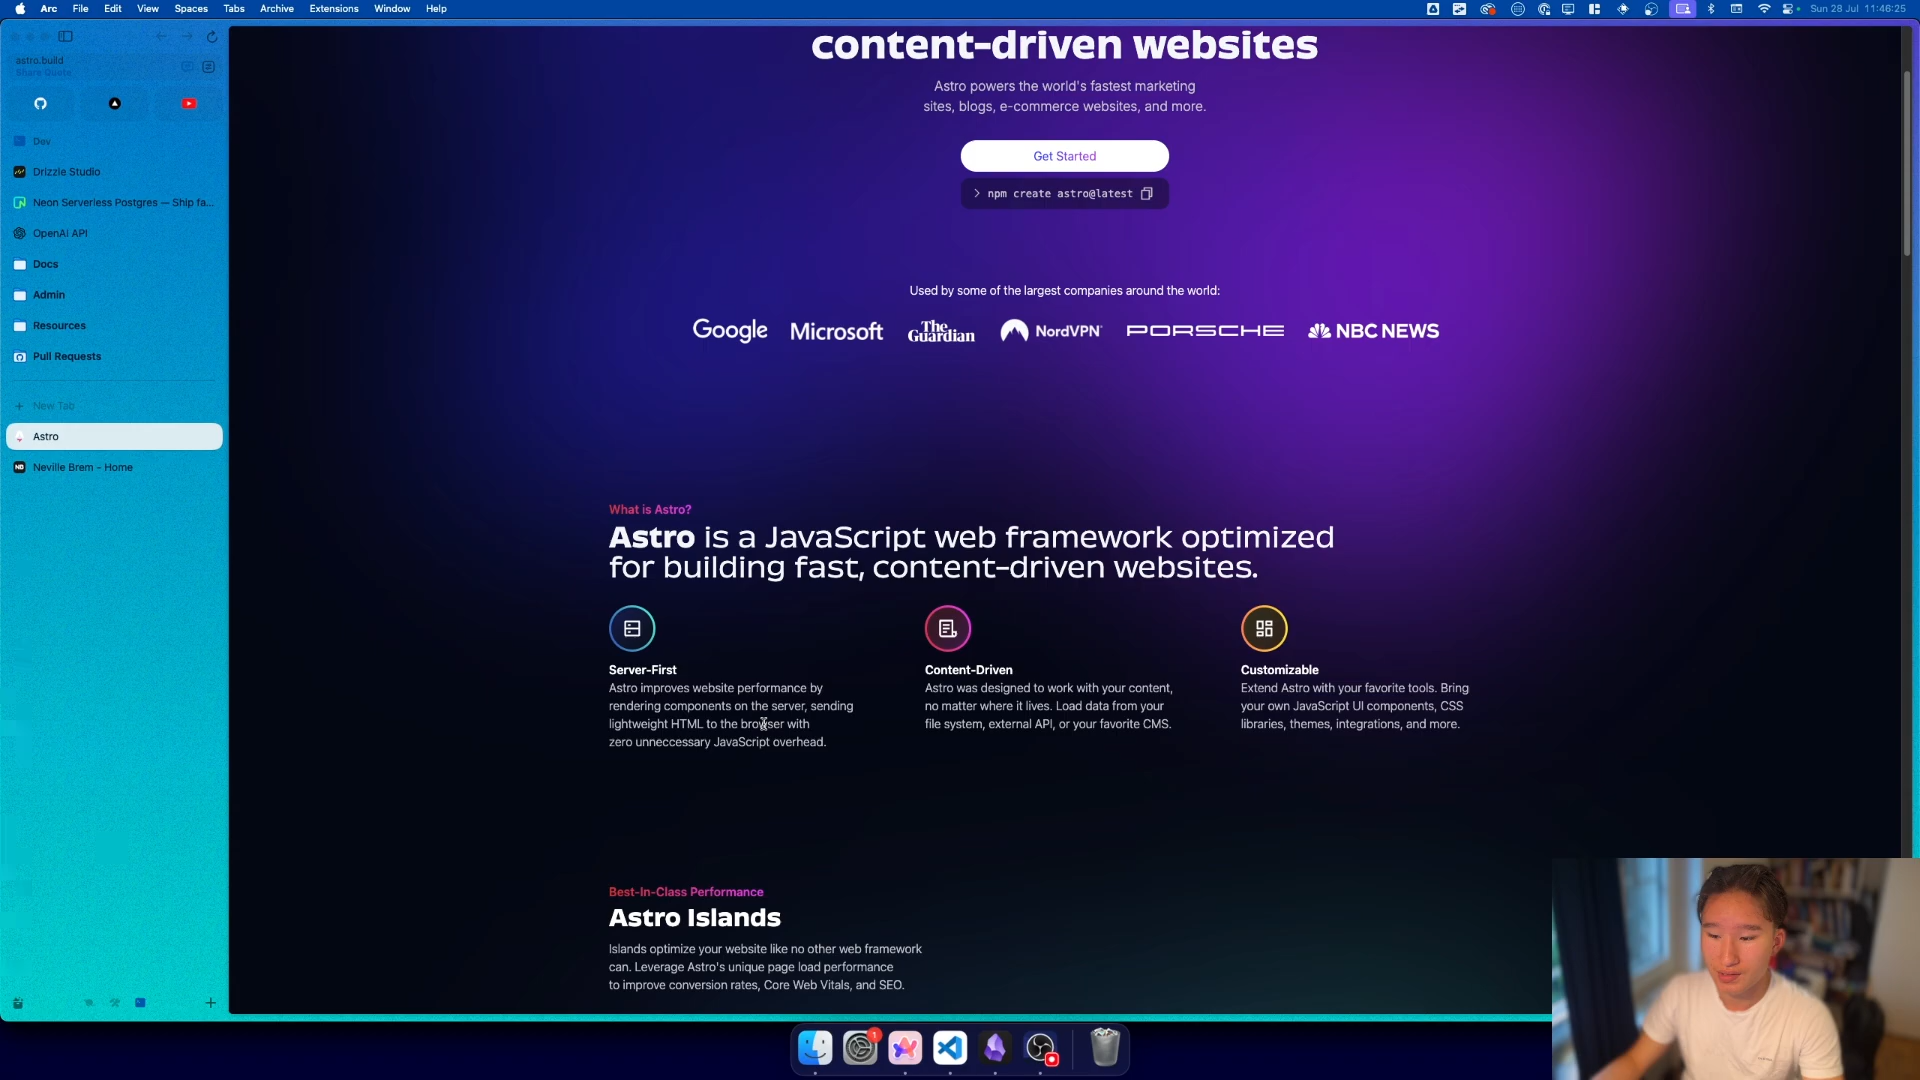 Arc File Edit View Spaces Tabs Archive Extensions Window Help
Sun 28 Jul 11:46:25
astro.build
Share Quote
Dev
Drizzle Studio
Neon Serverless Postgres — Ship fa...
OpenAI API
Docs
Admin
Resources
Pull Requests
New Tab
Astro
NB Neville Brem - Home
content-driven websites
Astro powers the world's fastest marketing
sites, blogs, e-commerce websites, and more.
Get Started
> npm create astro@latest
Used by some of the largest companies around the world:
Google Microsoft The Guardian NordVPN PORSCHE NBC NEWS
What is Astro?
Astro is a JavaScript web framework optimized
for building fast, content-driven websites.
Server-First
Astro improves website performance by
rendering components on the server, sending
lightweight HTML to the browser with
zero unneccessary JavaScript overhead.
Content-Driven
Astro was designed to work with your content,
no matter where it lives. Load data from your
file system, external API, or your favorite CMS.
Customizable
Extend Astro with your favorite tools. Bring
your own JavaScript UI components, CSS
libraries, themes, integrations, and more.
Best-In-Class Performance
Astro Islands
Islands optimize your website like no other web framework
can. Leverage Astro's unique page load performance
to improve conversion rates, Core Web Vitals, and SEO.
1